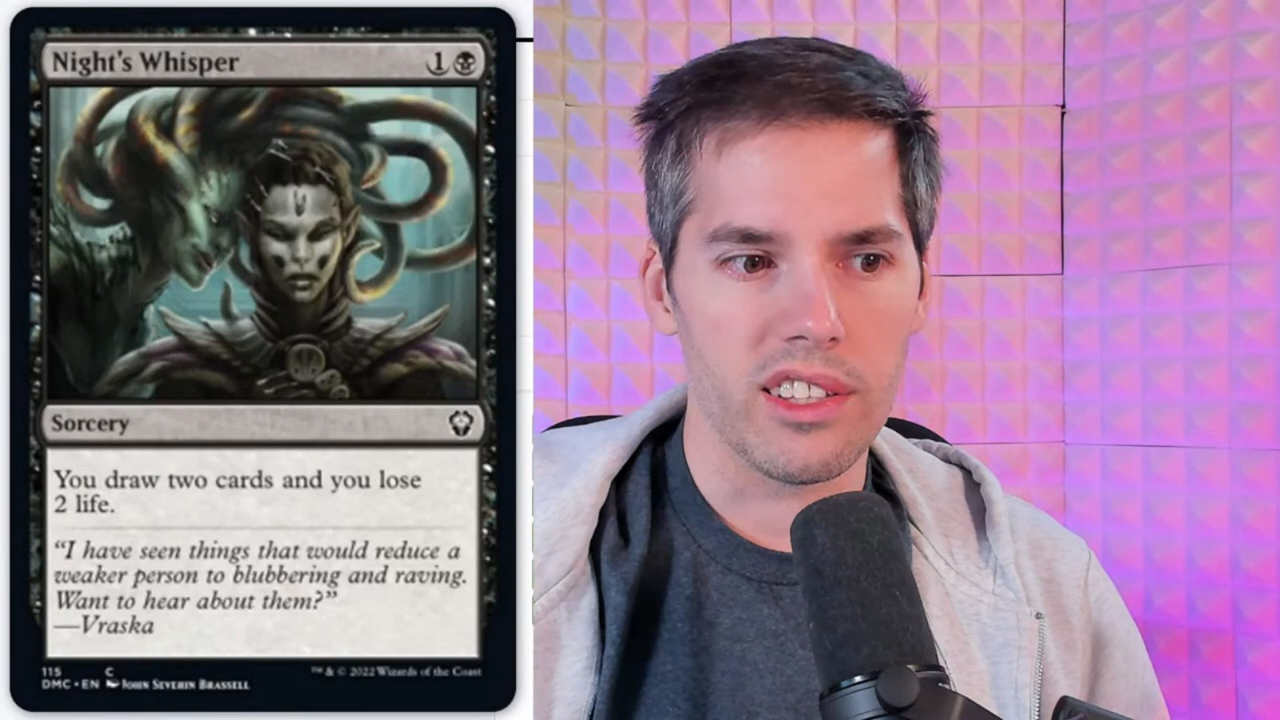 Night's Whisper 1
Sorcery
You draw two cards and you lose
2 life.
“I have seen things that would reduce a
weaker person to blubbering and raving.
Want to hear about them?”
—Vraska
115 C
DMC • EN John Severin Brassell
™ & © 2022 Wizards of the Coast